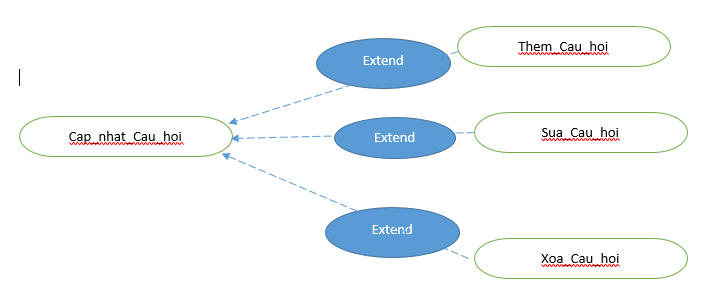 Extend
Them_Cau_hoi
Cap_nhat_Cau_hoi
Extend
Sua_Cau_hoi
Extend
Xoa_Cau_hoi